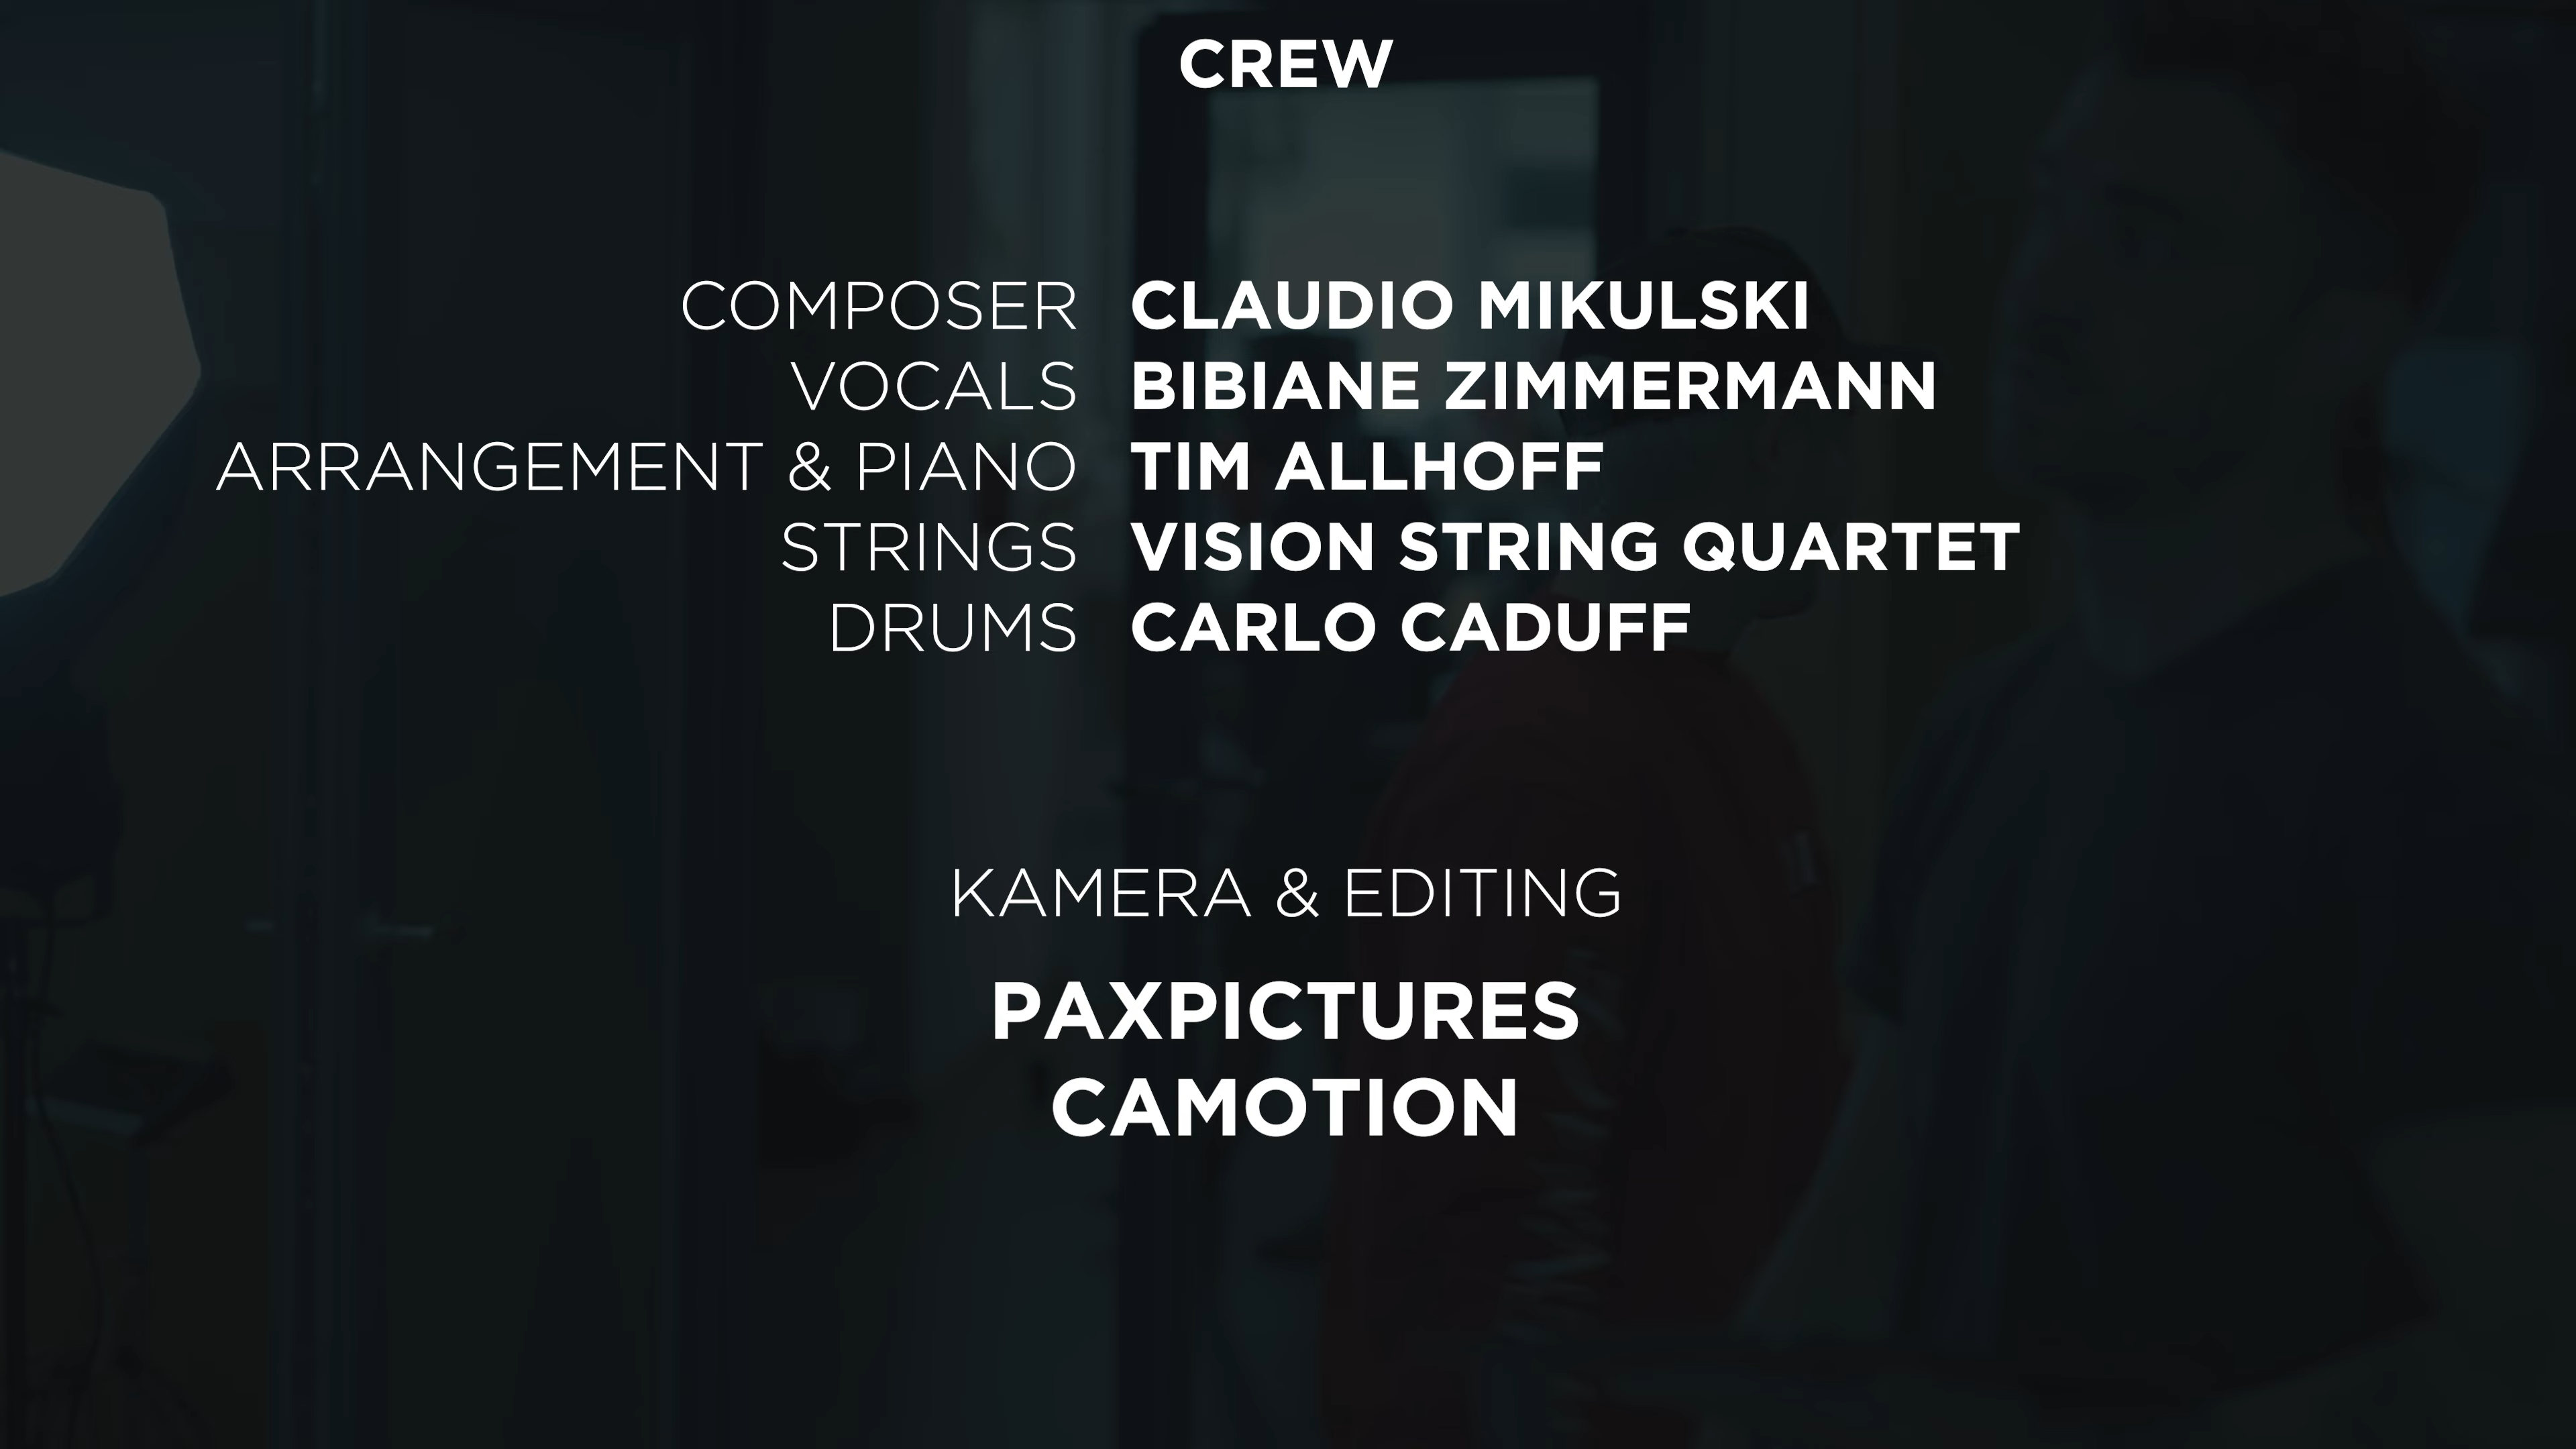 CREW
COMPOSER CLAUDIO MIKULSKI
VOCALS BIBIANE ZIMMERMANN
ARRANGEMENT & PIANO TIM ALLHOFF
STRINGS VISION STRING QUARTET
DRUMS CARLO CADUFF
KAMERA & EDITING
PAXPICTURES
CAMOTION